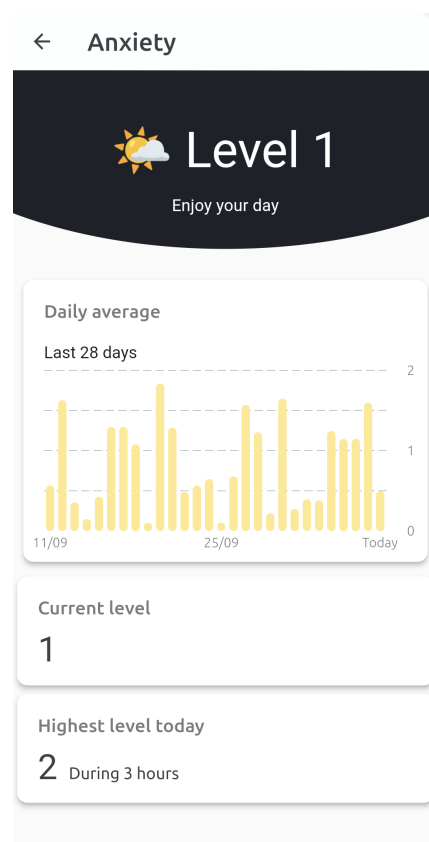 Anxiety
Level 1
Enjoy your day
Daily average
Last 28 days
2
1
0
11/09 25/09 Today
Current level
1
Highest level today
2 During 3 hours